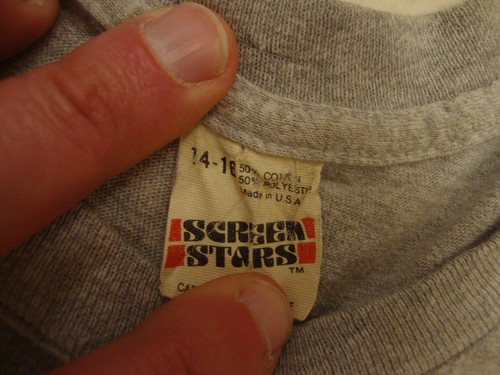 14-16 50% COTTON
50% POLYESTER
Made in U.S.A
SCREEN
STARS
TM